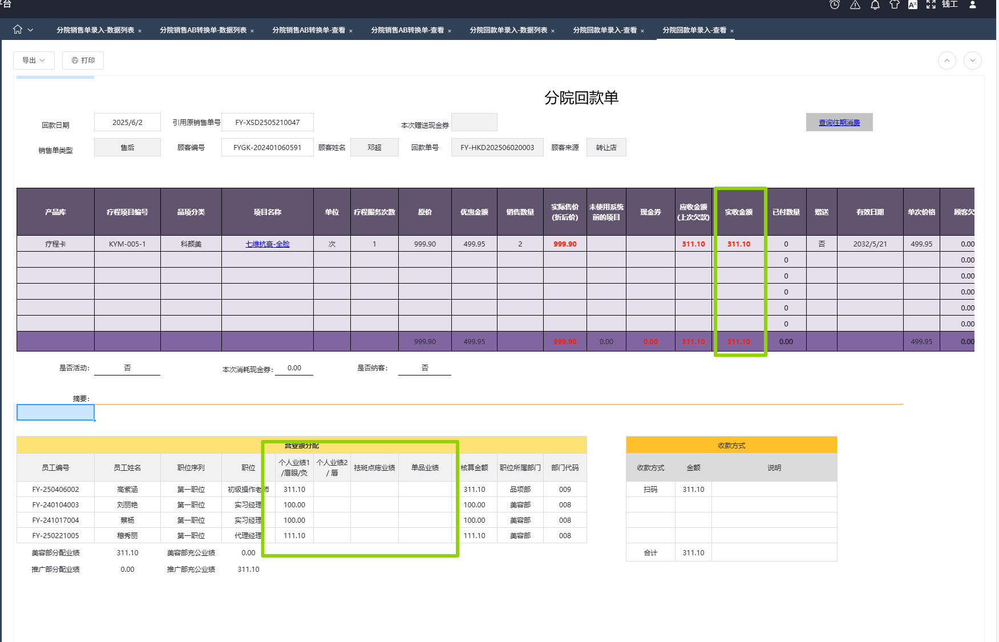 平台
钱工
分院销售单录入-数据列表 × 分院销售AB转换单-数据列表 × 分院销售AB转换单-查看 × 分院销售AB转换单-查看 × 分院回款单录入-数据列表 × 分院回款单录入-查看 × 分院回款单录入-查看 ×
导出 打印
分院回款单
回款日期 2025/6/2 引用原销售单号 FY-XSD2505210047 本次赠送现金券 查询往期消费
销售单类型 售后 顾客编号 FYGK-202401060591 顾客姓名 邓超 回款单号 FY-HKD202506020003 顾客来源 转让店
产品库 疗程项目编号 品项分类 项目名称 单位 疗程服务次数 原价 优惠金额 销售数量 实际售价(折后价) 未使用系统前的项目 现金券 应收金额(上次欠款) 实收金额 已付数量 赠送 有效日期 单次价格 顾客欠
疗程卡 KYM-005-1 科颜美 七维抗衰-全脸 次 1 999.90 499.95 2 999.90 311.10 311.10 0 否 2032/5/21 499.95 0.00
0 0.00
0 0.00
0 0.00
0 0.00
0 0.00
999.90 499.95 999.90 0.00 0.00 311.10 311.10 0.00 499.95 0.00
是否活动： 否 本次消耗现金券： 0.00 是否纳客： 否
摘要：
营业额分配
员工编号 员工姓名 职位序列 职位 个人业绩1/眉眼/灸 个人业绩2/ 唇 祛斑点痣业绩 单品业绩 核算金额 职位所属部门 部门代码
FY-250406002 高紫涵 第一职位 初级操作老师 311.10 311.10 品项部 009
FY-240104003 刘丽艳 第一职位 实习经理 100.00 100.00 美容部 008
FY-241017004 蔡杨 第一职位 实习经理 100.00 100.00 美容部 008
FY-250221005 穆秀丽 第一职位 代理经理 111.10 111.10 美容部 008
美容部分配业绩 311.10 美容部充公业绩 0.00
推广部分配业绩 0.00 推广部充公业绩 311.10
收款方式
收款方式 金额 说明
扫码 311.10
合计 311.10